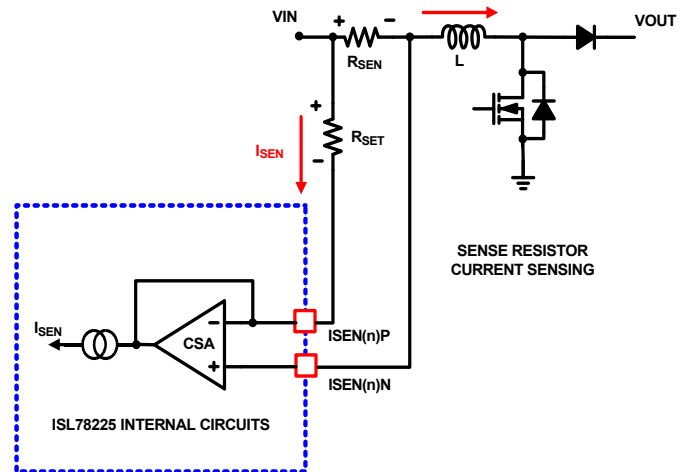 VIN
+ -
RSEN
L
VOUT
+
ISEN
-
RSET
SENSE RESISTOR
CURRENT SENSING
ISEN
-
CSA
+
ISEN(n)P
ISEN(n)N
ISL78225 INTERNAL CIRCUITS